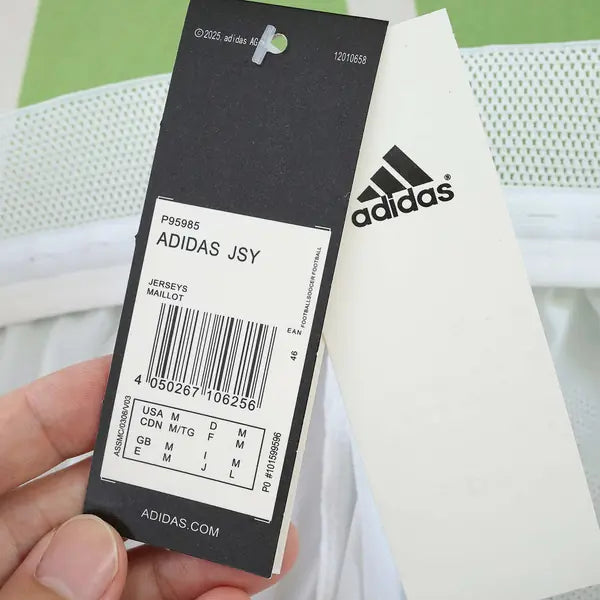 ©2025, adidas AG
12010658
P95985
ADIDAS JSY
JERSEYS
MAILLOT
FOOTBALL/SOCCER FOOTBALL
EAN
46
4 050267 106256
USA M D M
CDN M/TG F M
GB M I M
E M J L
ASSMC/0306/V03
PO #101599596
ADIDAS.COM
adidas®